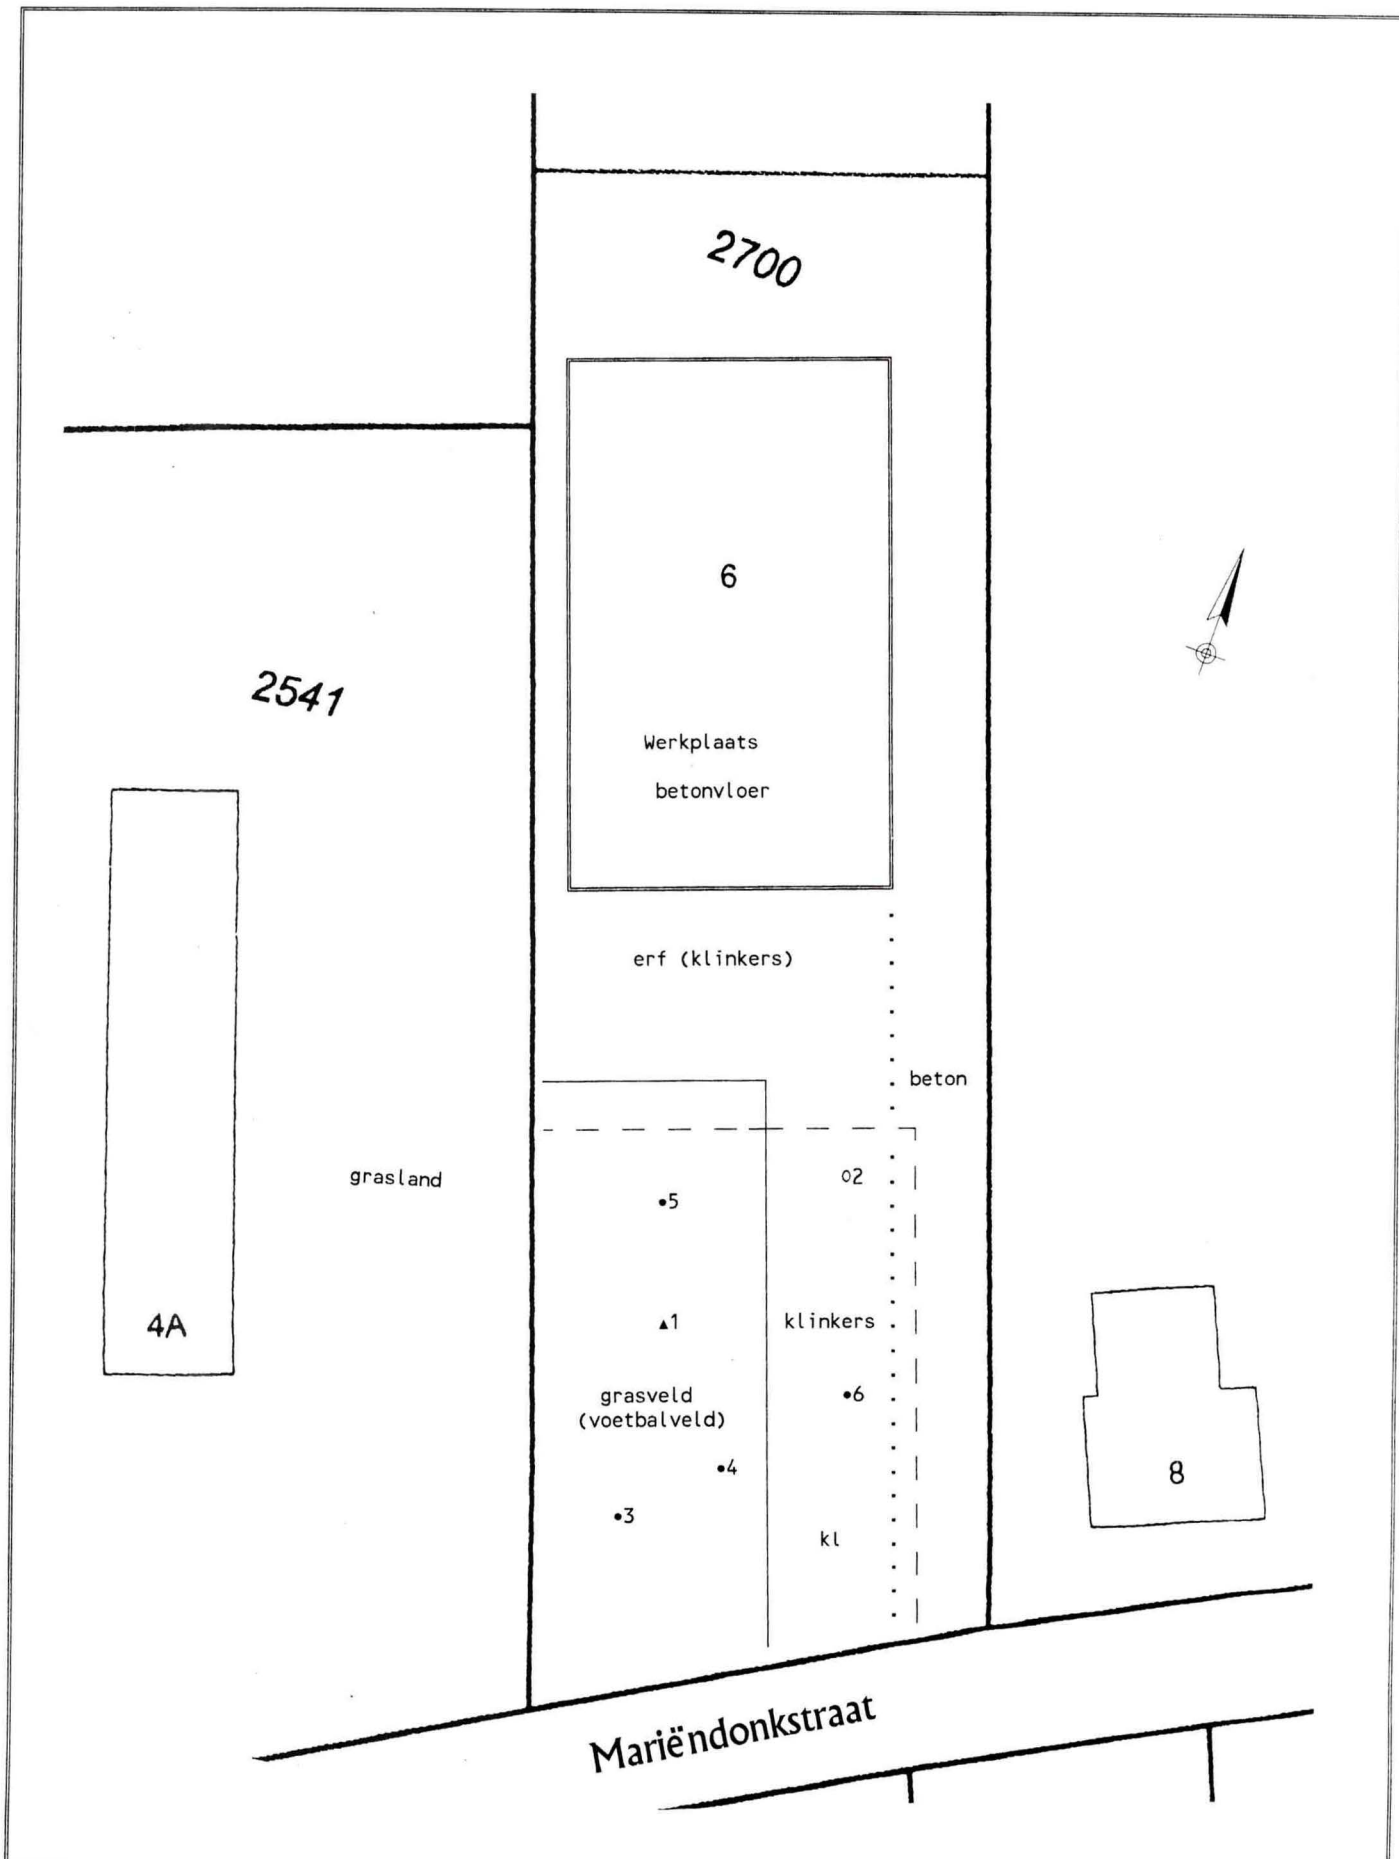 2700
6
2541
Werkplaats
betonvloer
erf (klinkers)
beton
grasland
o2
•5
4A
▴1
klinkers
grasveld
(voetbalveld)
•6
•4
8
•3
kl
Mariëndonkstraat